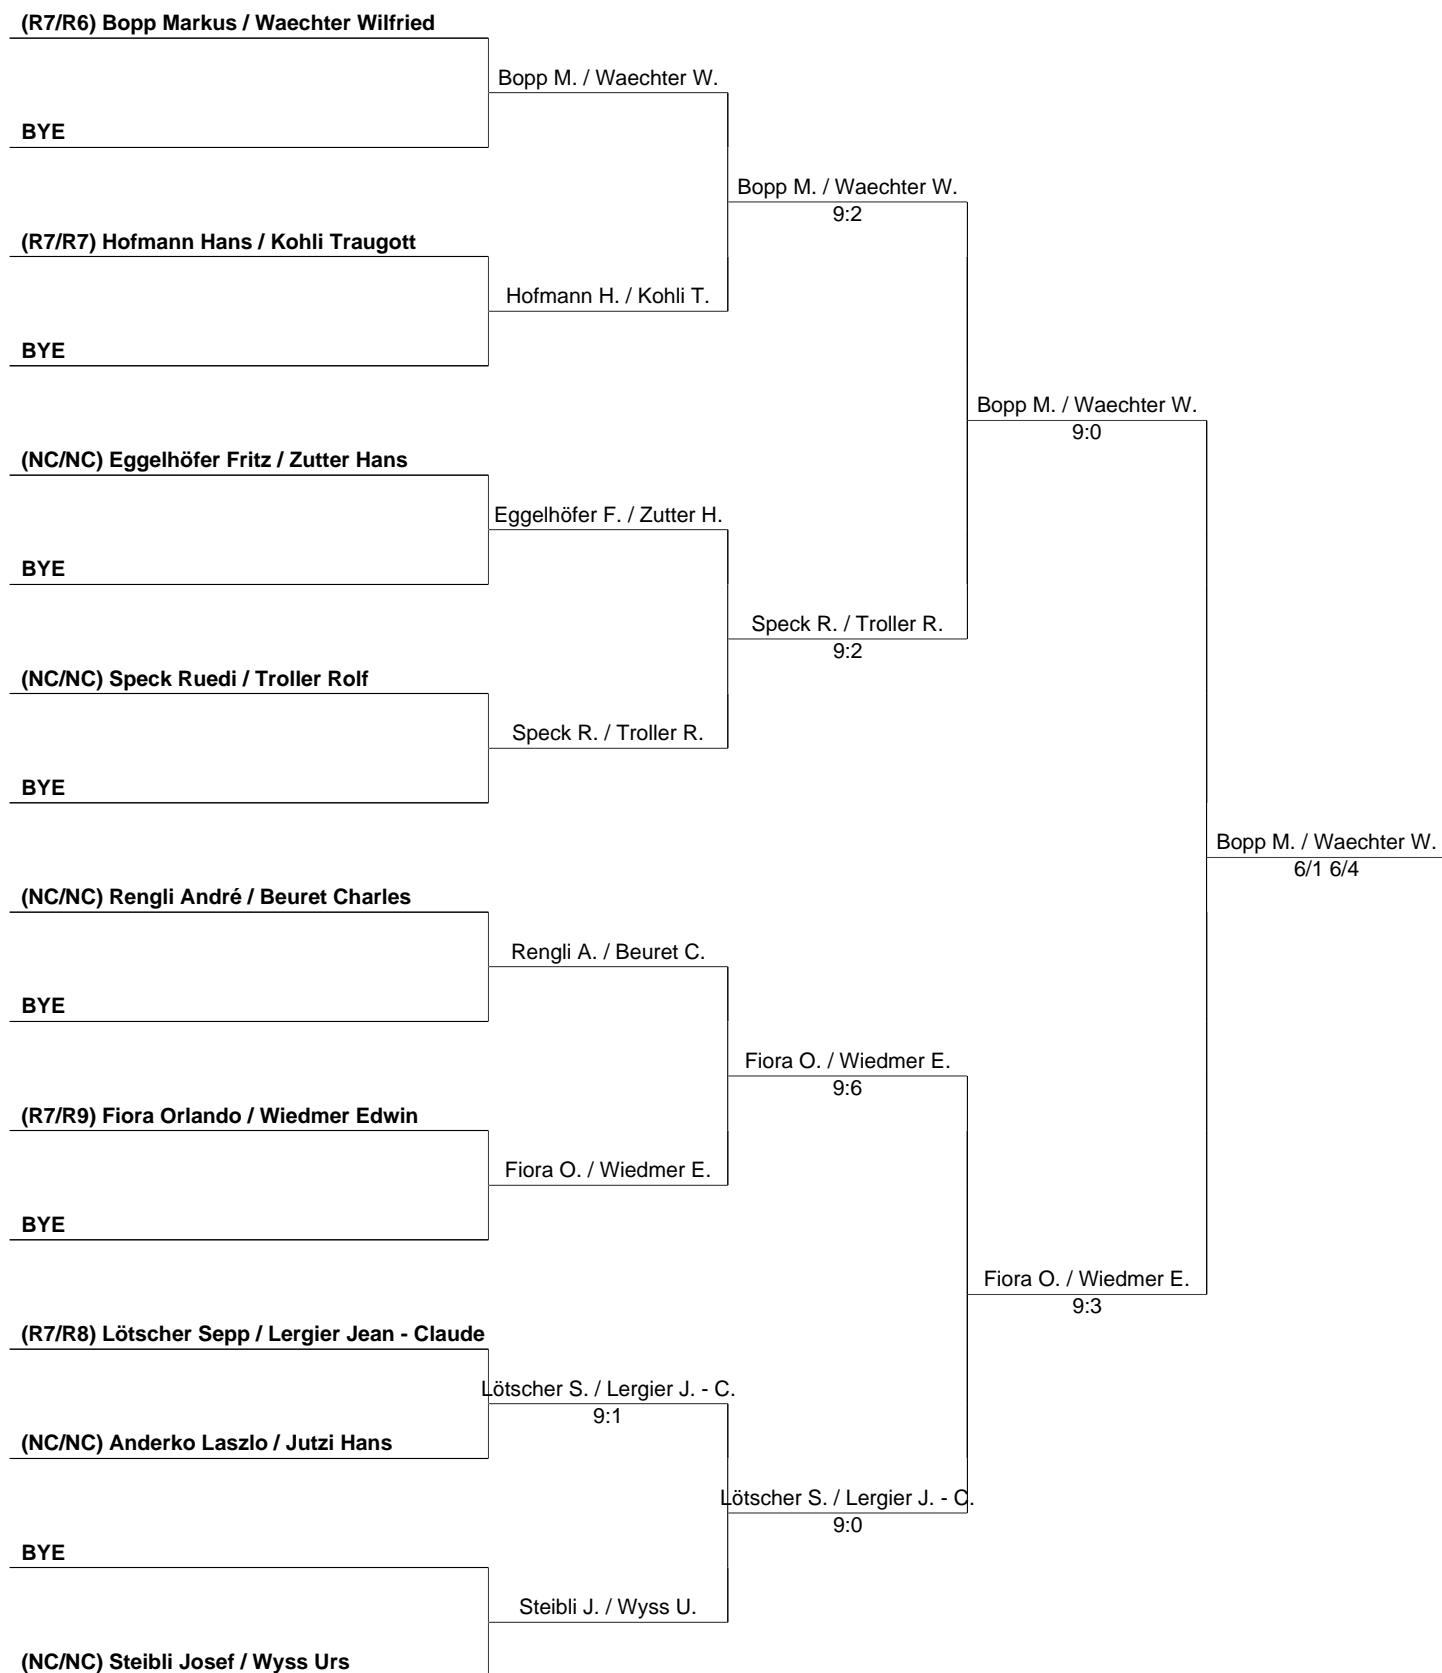 (R7/R6) Bopp Markus / Waechter Wilfried
Bopp M. / Waechter W.
BYE
Bopp M. / Waechter W.
9:2
(R7/R7) Hofmann Hans / Kohli Traugott
Hofmann H. / Kohli T.
BYE
Bopp M. / Waechter W.
9:0
(NC/NC) Eggelhöfer Fritz / Zutter Hans
Eggelhöfer F. / Zutter H.
BYE
Speck R. / Troller R.
9:2
(NC/NC) Speck Ruedi / Troller Rolf
Speck R. / Troller R.
BYE
Bopp M. / Waechter W.
6/1 6/4
(NC/NC) Rengli André / Beuret Charles
Rengli A. / Beuret C.
BYE
Fiora O. / Wiedmer E.
9:6
(R7/R9) Fiora Orlando / Wiedmer Edwin
Fiora O. / Wiedmer E.
BYE
Fiora O. / Wiedmer E.
9:3
(R7/R8) Lötscher Sepp / Lergier Jean - Claude
Lötscher S. / Lergier J. - C.
9:1
(NC/NC) Anderko Laszlo / Jutzi Hans
Lötscher S. / Lergier J. - C.
9:0
BYE
Steibli J. / Wyss U.
(NC/NC) Steibli Josef / Wyss Urs